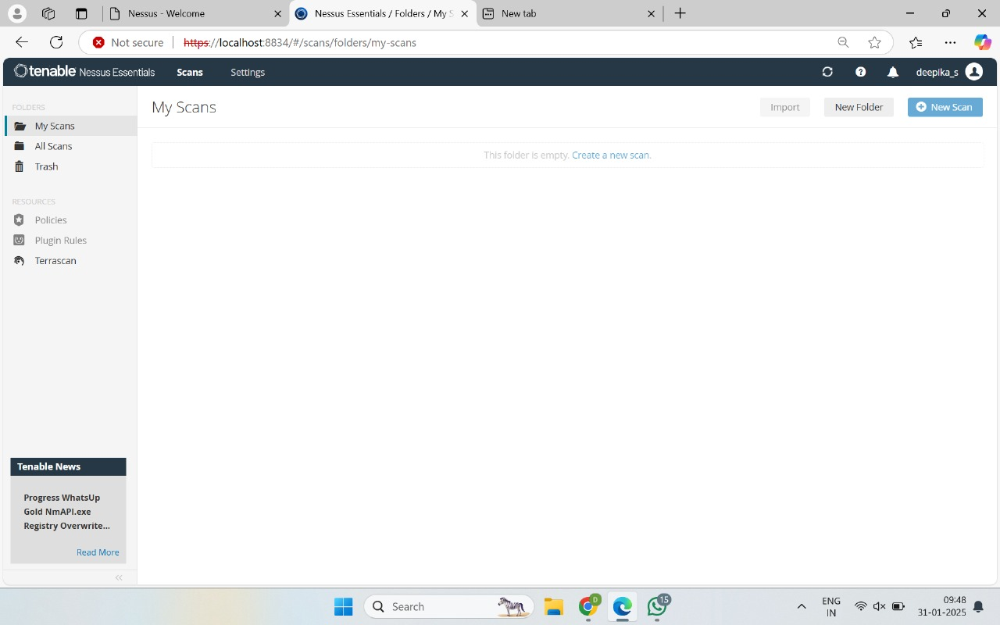 Nessus - Welcome
Nessus Essentials / Folders / My S
New tab
Not secure https://localhost:8834/#/scans/folders/my-scans
tenable Nessus Essentials Scans Settings deepika_s
FOLDERS
My Scans
All Scans
Trash
RESOURCES
Policies
Plugin Rules
Terrascan
My Scans
Import New Folder New Scan
This folder is empty. Create a new scan.
Tenable News
Progress WhatsUp
Gold NmAPI.exe
Registry Overwrite...
Read More
Search
D
15
ENG
IN
09:48
31-01-2025